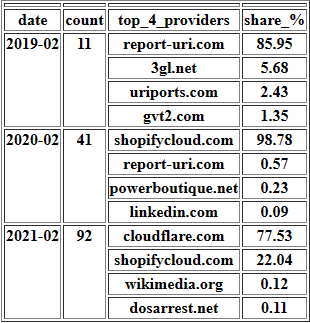 date count top_4_providers share_%
2019-02 11 report-uri.com 85.95
3gl.net 5.68
uriports.com 2.43
gvt2.com 1.35
2020-02 41 shopifycloud.com 98.78
report-uri.com 0.57
powerboutique.net 0.23
linkedin.com 0.09
2021-02 92 cloudflare.com 77.53
shopifycloud.com 22.04
wikimedia.org 0.12
dosarrest.net 0.11